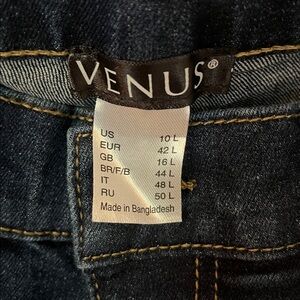 VENUS®
US 10 L
EUR 42 L
GB 16 L
BR/F/B 44 L
IT 48 L
RU 50 L
Made in Bangladesh